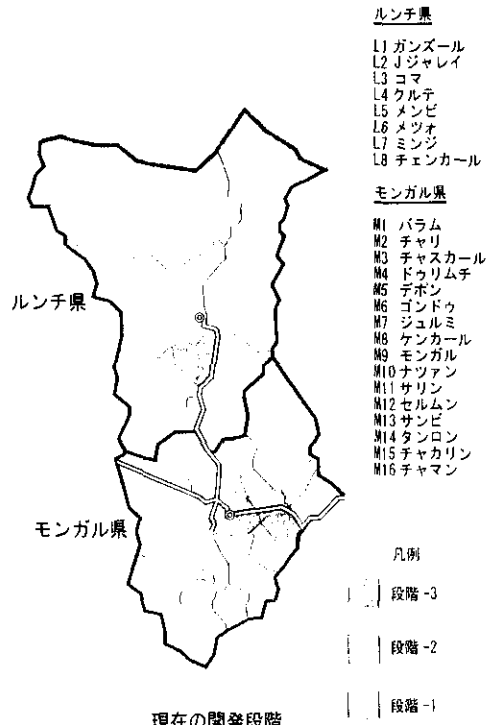 ルンチ県
L1 ガンズール
L2 Jジャレイ
L3 コマ
L4 クルテ
L5 メンビ
L6 メツォ
L7 ミンジ
L8 チェンカール
モンガル県
M1 バラム
M2 チャリ
M3 チャスカール
M4 ドゥリムチ
M5 デポン
M6 ゴンドゥ
M7 ジュルミ
M8 ケンカール
M9 モンガル
M10 ナツァン
M11 サリン
M12 セルムン
M13 サンビ
M14 タンロン
M15 チャカリン
M16 チャマン
ルンチ県
モンガル県
凡例
段階-3
段階-2
段階-1
現在の開発段階